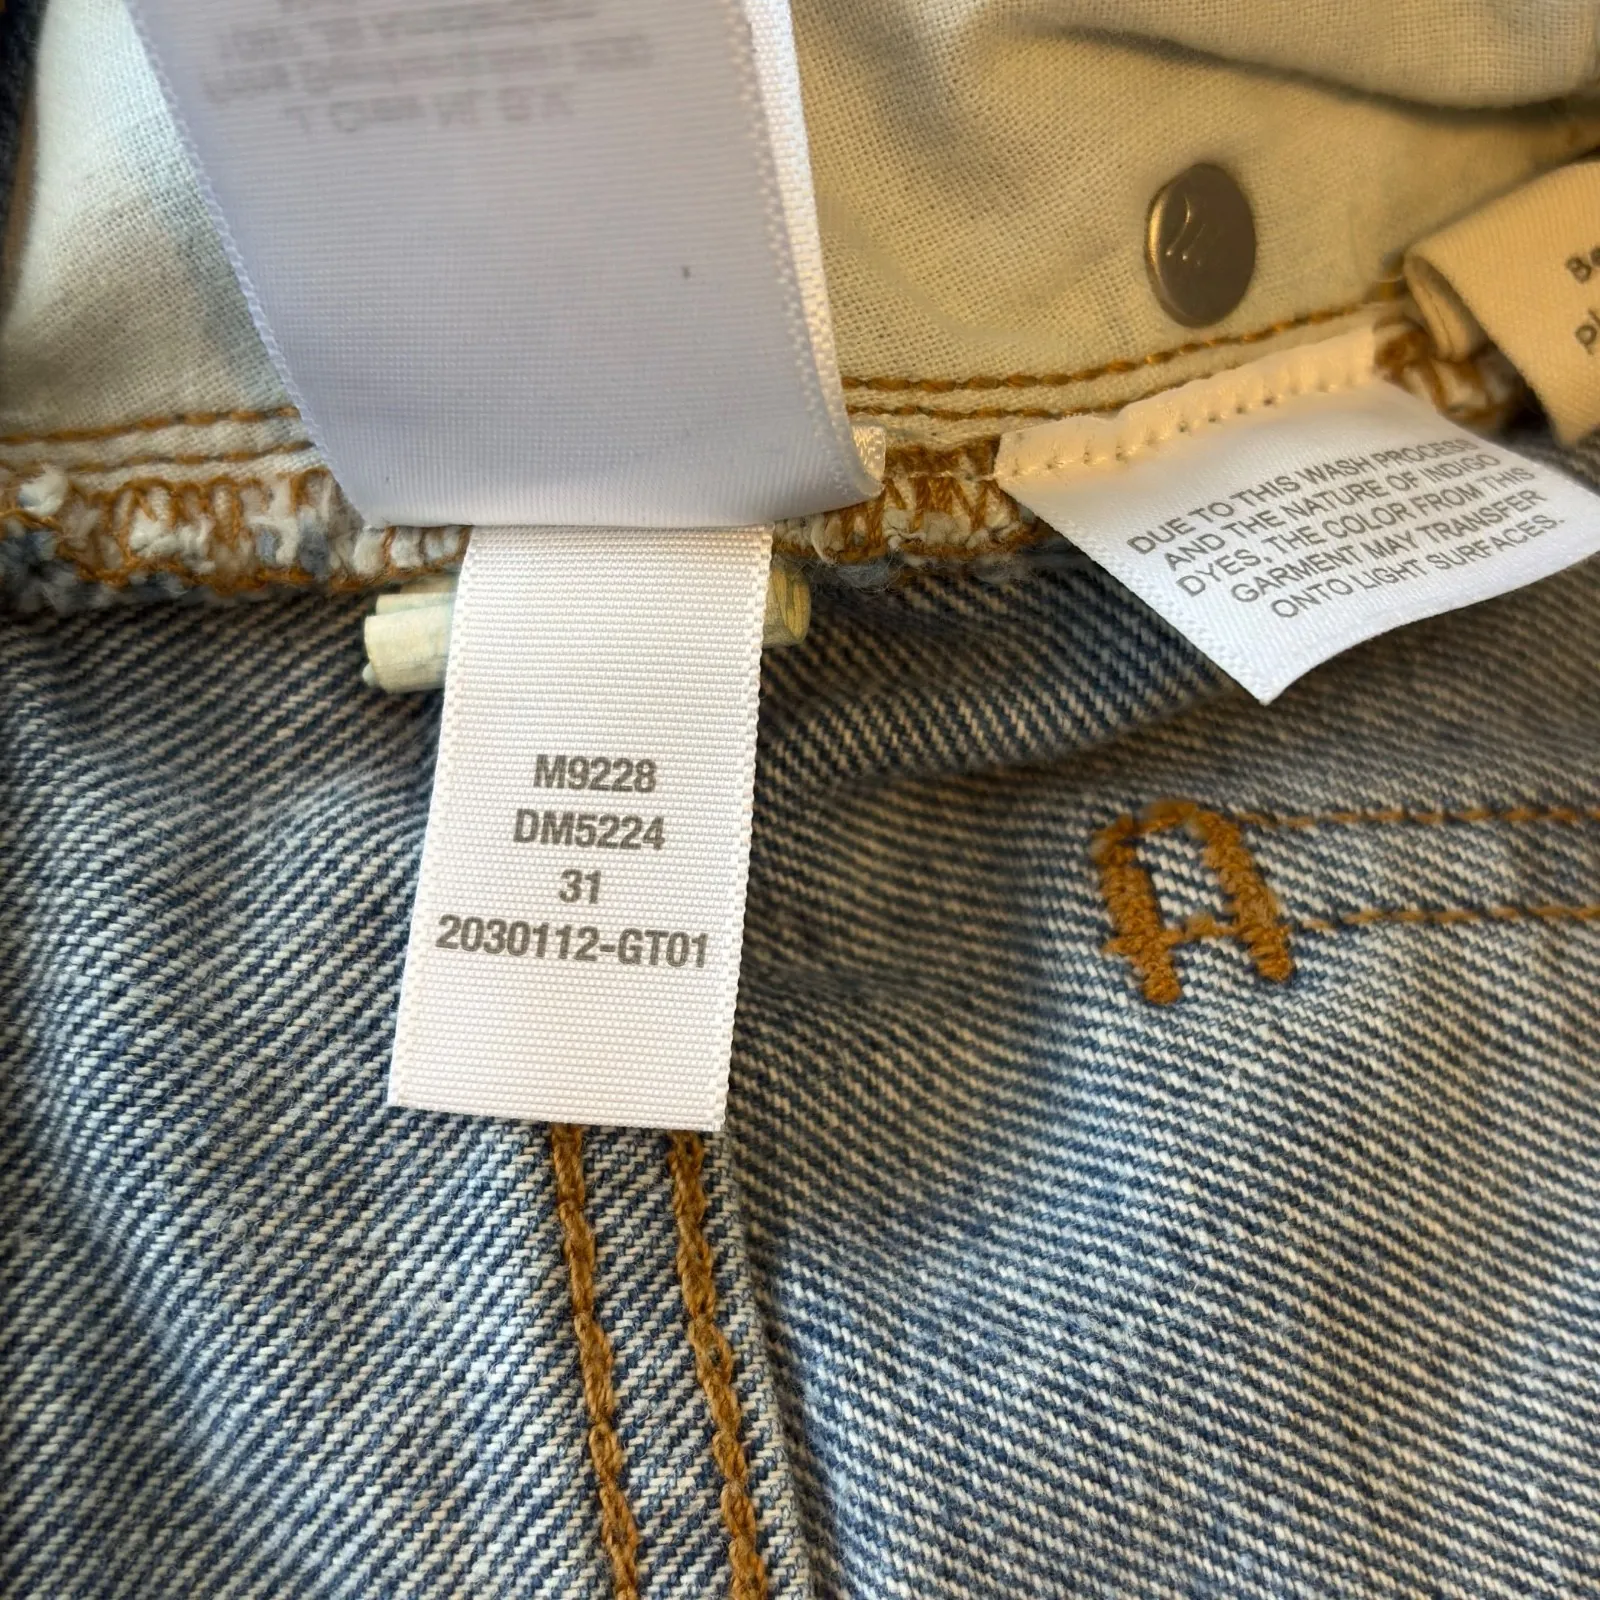 M9228
DM5224
31
2030112-GT01
DUE TO THIS WASH PROCESS
AND THE NATURE OF INDIGO
DYES, THE COLOR FROM THIS
GARMENT MAY TRANSFER
ONTO LIGHT SURFACES.